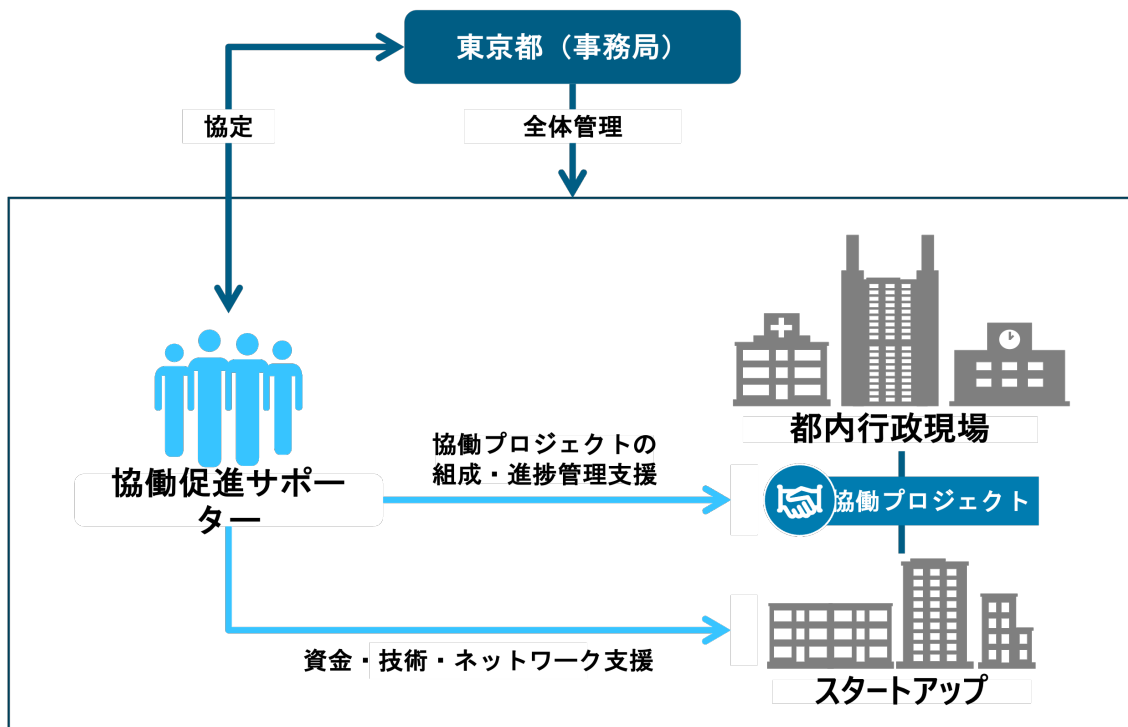 東京都（事務局）
協定
全体管理
都内行政現場
協働プロジェクトの
組成・進捗管理支援
協働促進サポー
ター
協働プロジェクト
資金・技術・ネットワーク支援
スタートアップ